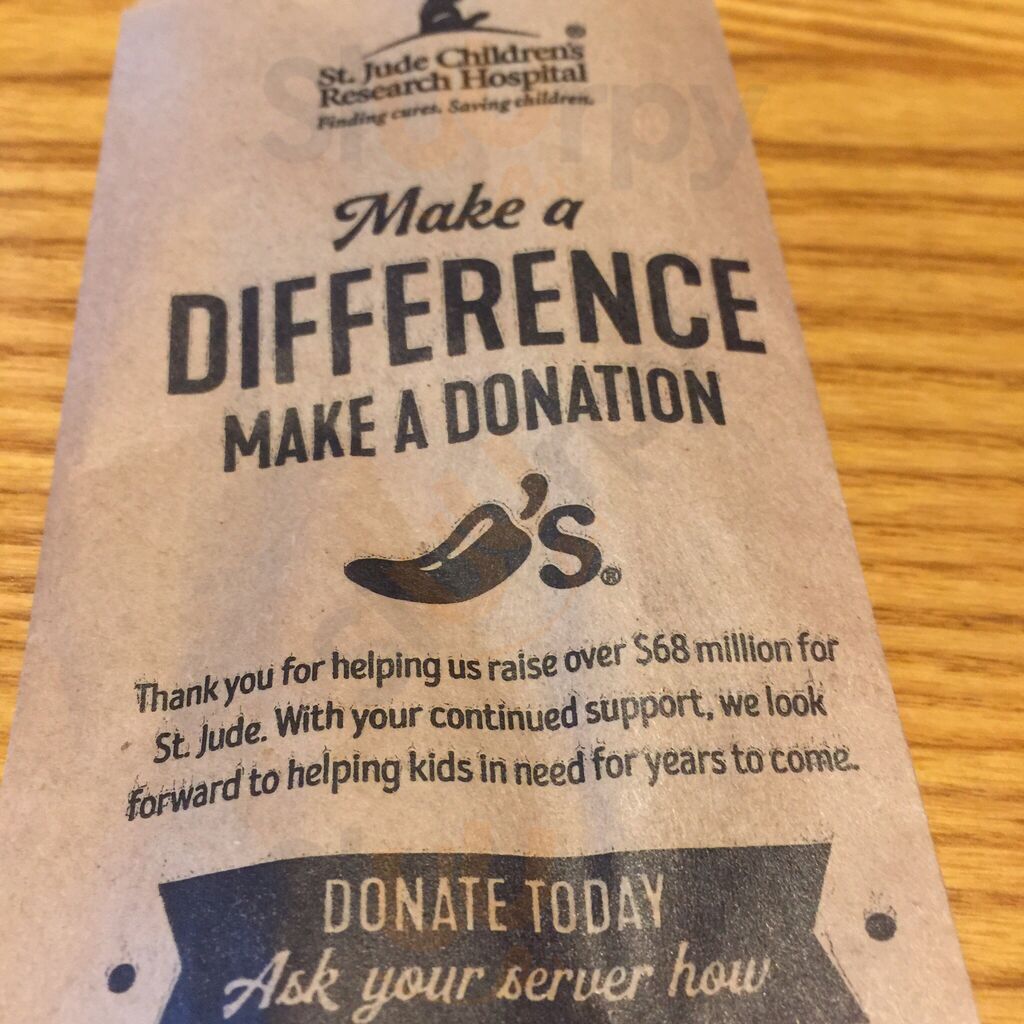 St. Jude Children's®
Research Hospital
Finding cures. Saving children.
Make a
DIFFERENCE
MAKE A DONATION
's®
Thank you for helping us raise over $68 million for
St. Jude. With your continued support, we look
forward to helping kids in need for years to come.
DONATE TODAY
Ask your server how